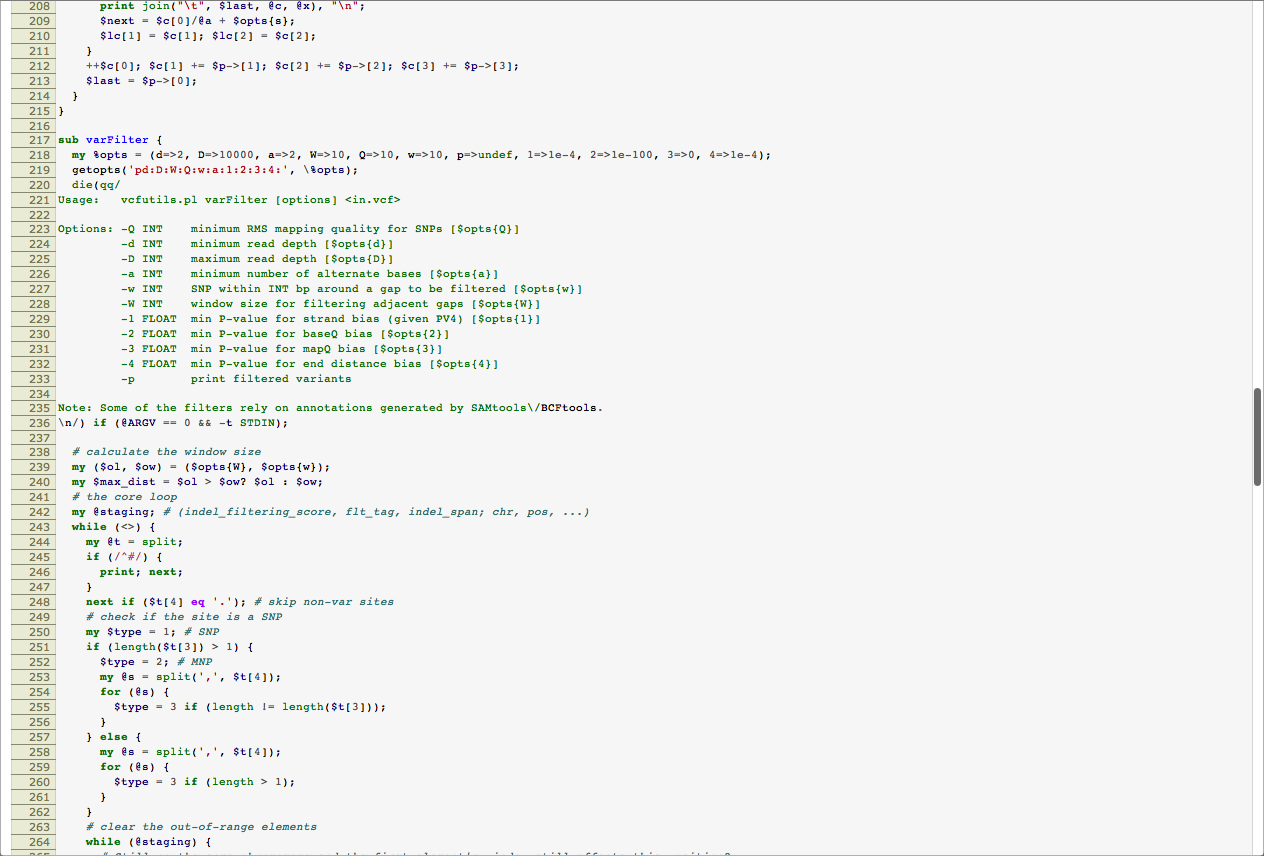 208 print join("\t", $last, @c, @x), "\n";
209 $next = $c[0]/@a + $opts{s};
210 $lc[1] = $c[1]; $lc[2] = $c[2];
211 }
212 ++$c[0]; $c[1] += $p->[1]; $c[2] += $p->[2]; $c[3] += $p->[3];
213 $last = $p->[0];
214 }
215 }
216
217 sub varFilter {
218 my %opts = (d=>2, D=>10000, a=>2, W=>10, Q=>10, w=>10, p=>undef, 1=>1e-4, 2=>1e-100, 3=>0, 4=>1e-4);
219 getopts('pd:D:W:Q:w:a:1:2:3:4:', \%opts);
220 die(qq/
221 Usage:   vcfutils.pl varFilter [options] <in.vcf>
222
223 Options: -Q INT    minimum RMS mapping quality for SNPs [$opts{Q}]
224 -d INT    minimum read depth [$opts{d}]
225 -D INT    maximum read depth [$opts{D}]
226 -a INT    minimum number of alternate bases [$opts{a}]
227 -w INT    SNP within INT bp around a gap to be filtered [$opts{w}]
228 -W INT    window size for filtering adjacent gaps [$opts{W}]
229 -1 FLOAT  min P-value for strand bias (given PV4) [$opts{1}]
230 -2 FLOAT  min P-value for baseQ bias [$opts{2}]
231 -3 FLOAT  min P-value for mapQ bias [$opts{3}]
232 -4 FLOAT  min P-value for end distance bias [$opts{4}]
233 -p        print filtered variants
234
235 Note: Some of the filters rely on annotations generated by SAMtools\/BCFtools.
236 \n/) if (@ARGV == 0 && -t STDIN);
237
238 # calculate the window size
239 my ($ol, $ow) = ($opts{W}, $opts{w});
240 my $max_dist = $ol > $ow? $ol : $ow;
241 # the core loop
242 my @staging; # (indel_filtering_score, flt_tag, indel_span; chr, pos, ...)
243 while (<>) {
244 my @t = split;
245 if (/^#/) {
246 print; next;
247 }
248 next if ($t[4] eq '.'); # skip non-var sites
249 # check if the site is a SNP
250 my $type = 1; # SNP
251 if (length($t[3]) > 1) {
252 $type = 2; # MNP
253 my @s = split(',', $t[4]);
254 for (@s) {
255 $type = 3 if (length != length($t[3]));
256 }
257 } else {
258 my @s = split(',', $t[4]);
259 for (@s) {
260 $type = 3 if (length > 1);
261 }
262 }
263 # clear the out-of-range elements
264 while (@staging) {